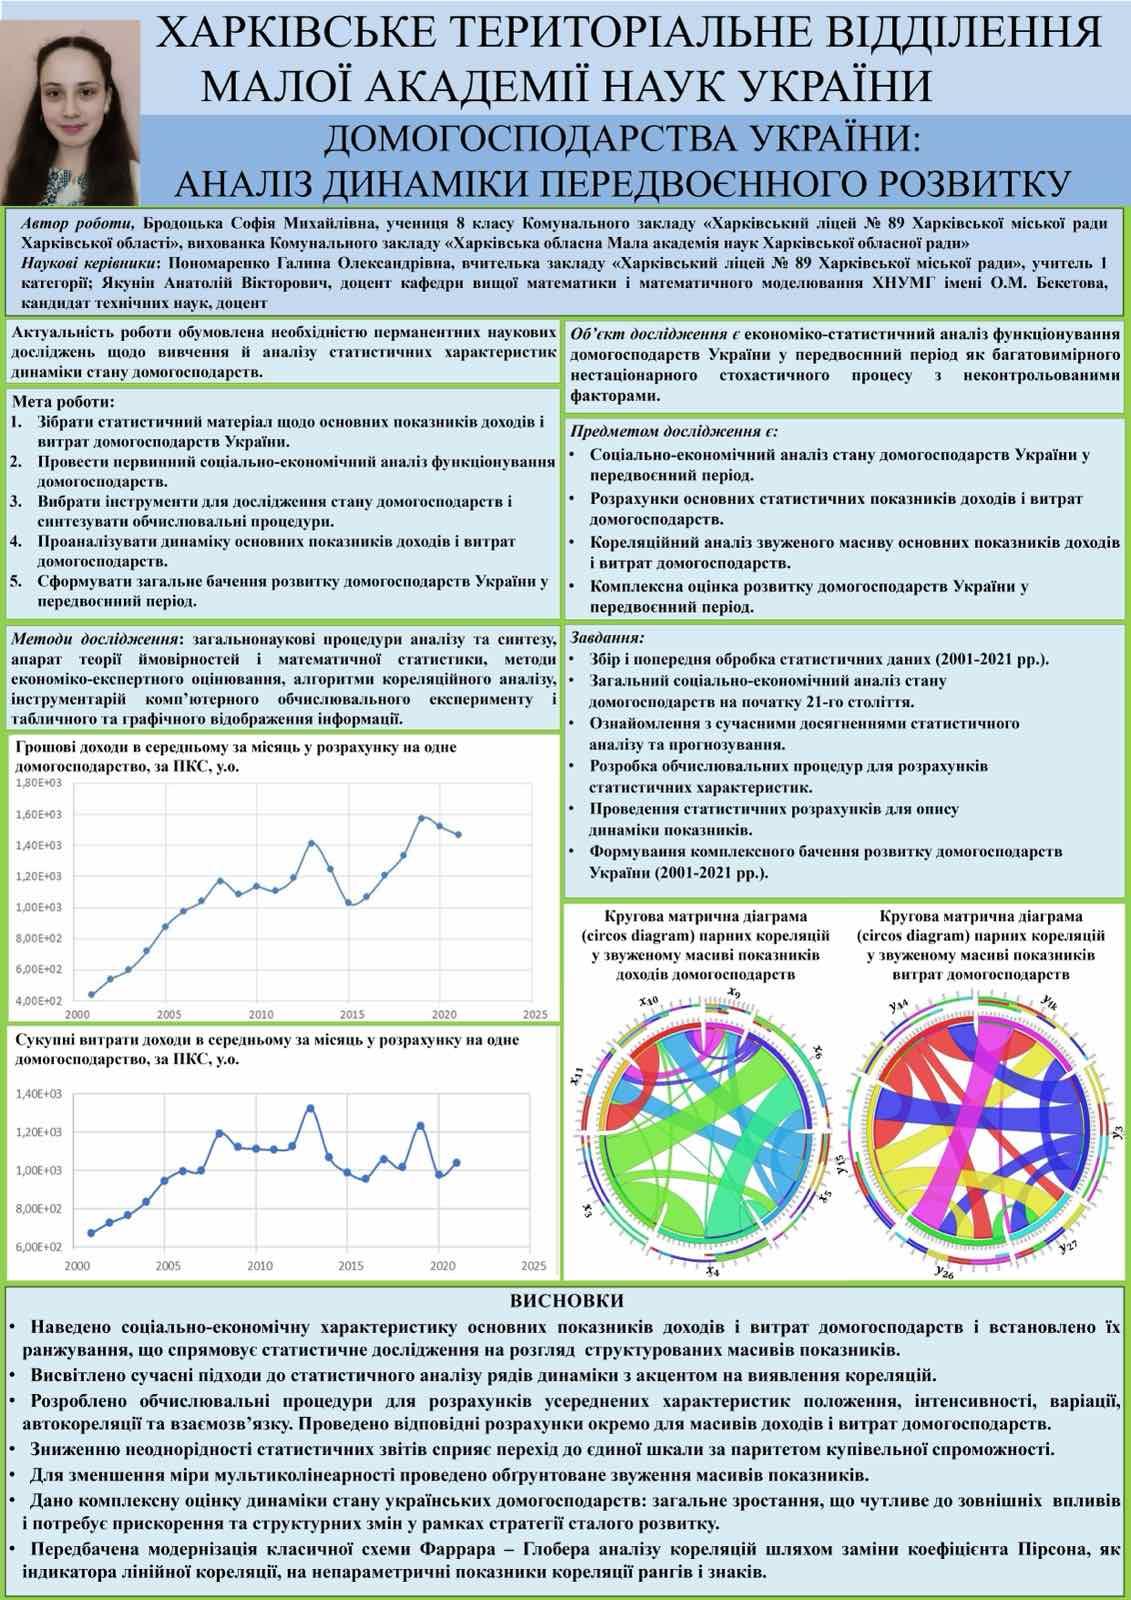 ХАРКІВСЬКЕ ТЕРИТОРІАЛЬНЕ ВІДДІЛЕННЯ
МАЛОЇ АКАДЕМІЇ НАУК УКРАЇНИ
ДОМОГОСПОДАРСТВА УКРАЇНИ:
АНАЛІЗ ДИНАМІКИ ПЕРЕДВОЄННОГО РОЗВИТКУ
Автор роботи, Бродоцька Софія Михайлівна, учениця 8 класу Комунального закладу «Харківський ліцей № 89 Харківської міської ради
Харківської області», вихованка Комунального закладу «Харківська обласна Мала академія наук Харківської обласної ради»
Наукові керівники: Пономаренко Галина Олександрівна, вчителька закладу «Харківський ліцей № 89 Харківської міської ради», учитель 1
категорії; Якунін Анатолій Вікторович, доцент кафедри вищої математики і математичного моделювання ХНУМГ імені О.М. Бекетова,
кандидат технічних наук, доцент
Актуальність роботи обумовлена необхідністю перманентних наукових
досліджень щодо вивчення й аналізу статистичних характеристик
динаміки стану домогосподарств.
Мета роботи:
1. Зібрати статистичний матеріал щодо основних показників доходів і
витрат домогосподарств України.
2. Провести первинний соціально-економічний аналіз функціонування
домогосподарств.
3. Вибрати інструменти для дослідження стану домогосподарств і
синтезувати обчислювальні процедури.
4. Проаналізувати динаміку основних показників доходів і витрат
домогосподарств.
5. Сформувати загальне бачення розвитку домогосподарств України у
передвоєнний період.
Методи дослідження: загальнонаукові процедури аналізу та синтезу,
апарат теорії ймовірностей і математичної статистики, методи
економіко-експертного оцінювання, алгоритми кореляційного аналізу,
інструментарій комп’ютерного обчислювального експерименту і
табличного та графічного відображення інформації.
Грошові доходи в середньому за місяць у розрахунку на одне
домогосподарство, за ПКС, у.о.
1,80E+03
1,60E+03
1,40E+03
1,20E+03
1,00E+03
8,00E+02
6,00E+02
4,00E+02
2000 2005 2010 2015 2020 2025
Сукупні витрати доходи в середньому за місяць у розрахунку на одне
домогосподарство, за ПКС, у.о.
1,40E+03
1,20E+03
1,00E+03
8,00E+02
6,00E+02
2000 2005 2010 2015 2020 2025
Об’єкт дослідження є економіко-статистичний аналіз функціонування
домогосподарств України у передвоєнний період як багатовимірного
нестаціонарного стохастичного процесу з неконтрольованими
факторами.
Предметом дослідження є:
• Соціально-економічний аналіз стану домогосподарств України у
передвоєнний період.
• Розрахунки основних статистичних показників доходів і витрат
домогосподарств.
• Кореляційний аналіз звуженого масиву основних показників доходів
і витрат домогосподарств.
• Комплексна оцінка розвитку домогосподарств України у
передвоєнний період.
Завдання:
• Збір і попередня обробка статистичних даних (2001-2021 рр.).
• Загальний соціально-економічний аналіз стану
домогосподарств на початку 21-го століття.
• Ознайомлення з сучасними досягненнями статистичного
аналізу та прогнозування.
• Розробка обчислювальних процедур для розрахунків
статистичних характеристик.
• Проведення статистичних розрахунків для опису
динаміки показників.
• Формування комплексного бачення розвитку домогосподарств
України (2001-2021 рр.).
Кругова матрична діаграма
(circos diagram) парних кореляцій
у звуженому масиві показників
доходів домогосподарств
x10
x9
x6
x5
x4
x3
x11
Кругова матрична діаграма
(circos diagram) парних кореляцій
у звуженому масиві показників
витрат домогосподарств
y44
y1k
y3
y27
y26
y15
ВИСНОВКИ
• Наведено соціально-економічну характеристику основних показників доходів і витрат домогосподарств і встановлено їх
ранжування, що спрямовує статистичне дослідження на розгляд структурованих масивів показників.
• Висвітлено сучасні підходи до статистичного аналізу рядів динаміки з акцентом на виявлення кореляцій.
• Розроблено обчислювальні процедури для розрахунків усереднених характеристик положення, інтенсивності, варіації,
автокореляції та взаємозв’язку. Проведено відповідні розрахунки окремо для масивів доходів і витрат домогосподарств.
• Зниженню неоднорідності статистичних звітів сприяє перехід до єдиної шкали за паритетом купівельної спроможності.
• Для зменшення міри мультиколінеарності проведено обґрунтоване звуження масивів показників.
• Дано комплексну оцінку динаміки стану українських домогосподарств: загальне зростання, що чутливе до зовнішніх впливів
і потребує прискорення та структурних змін у рамках стратегії сталого розвитку.
• Передбачена модернізація класичної схеми Фаррара – Глобера аналізу кореляцій шляхом заміни коефіцієнта Пірсона, як
індикатора лінійної кореляції, на непараметричні показники кореляції рангів і знаків.